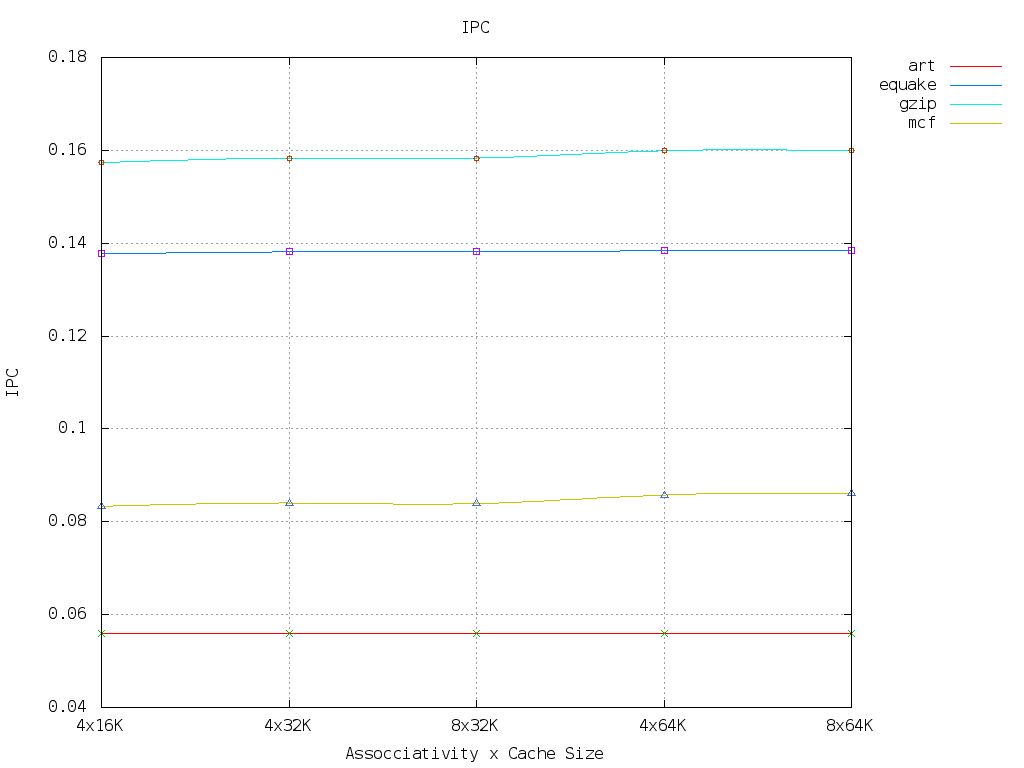 IPC
0.18
0.16
0.14
0.12
0.1
0.08
0.06
0.04
IPC
4x16K 4x32K 8x32K 4x64K 8x64K
Assocciativity x Cache Size
art
equake
gzip
mcf